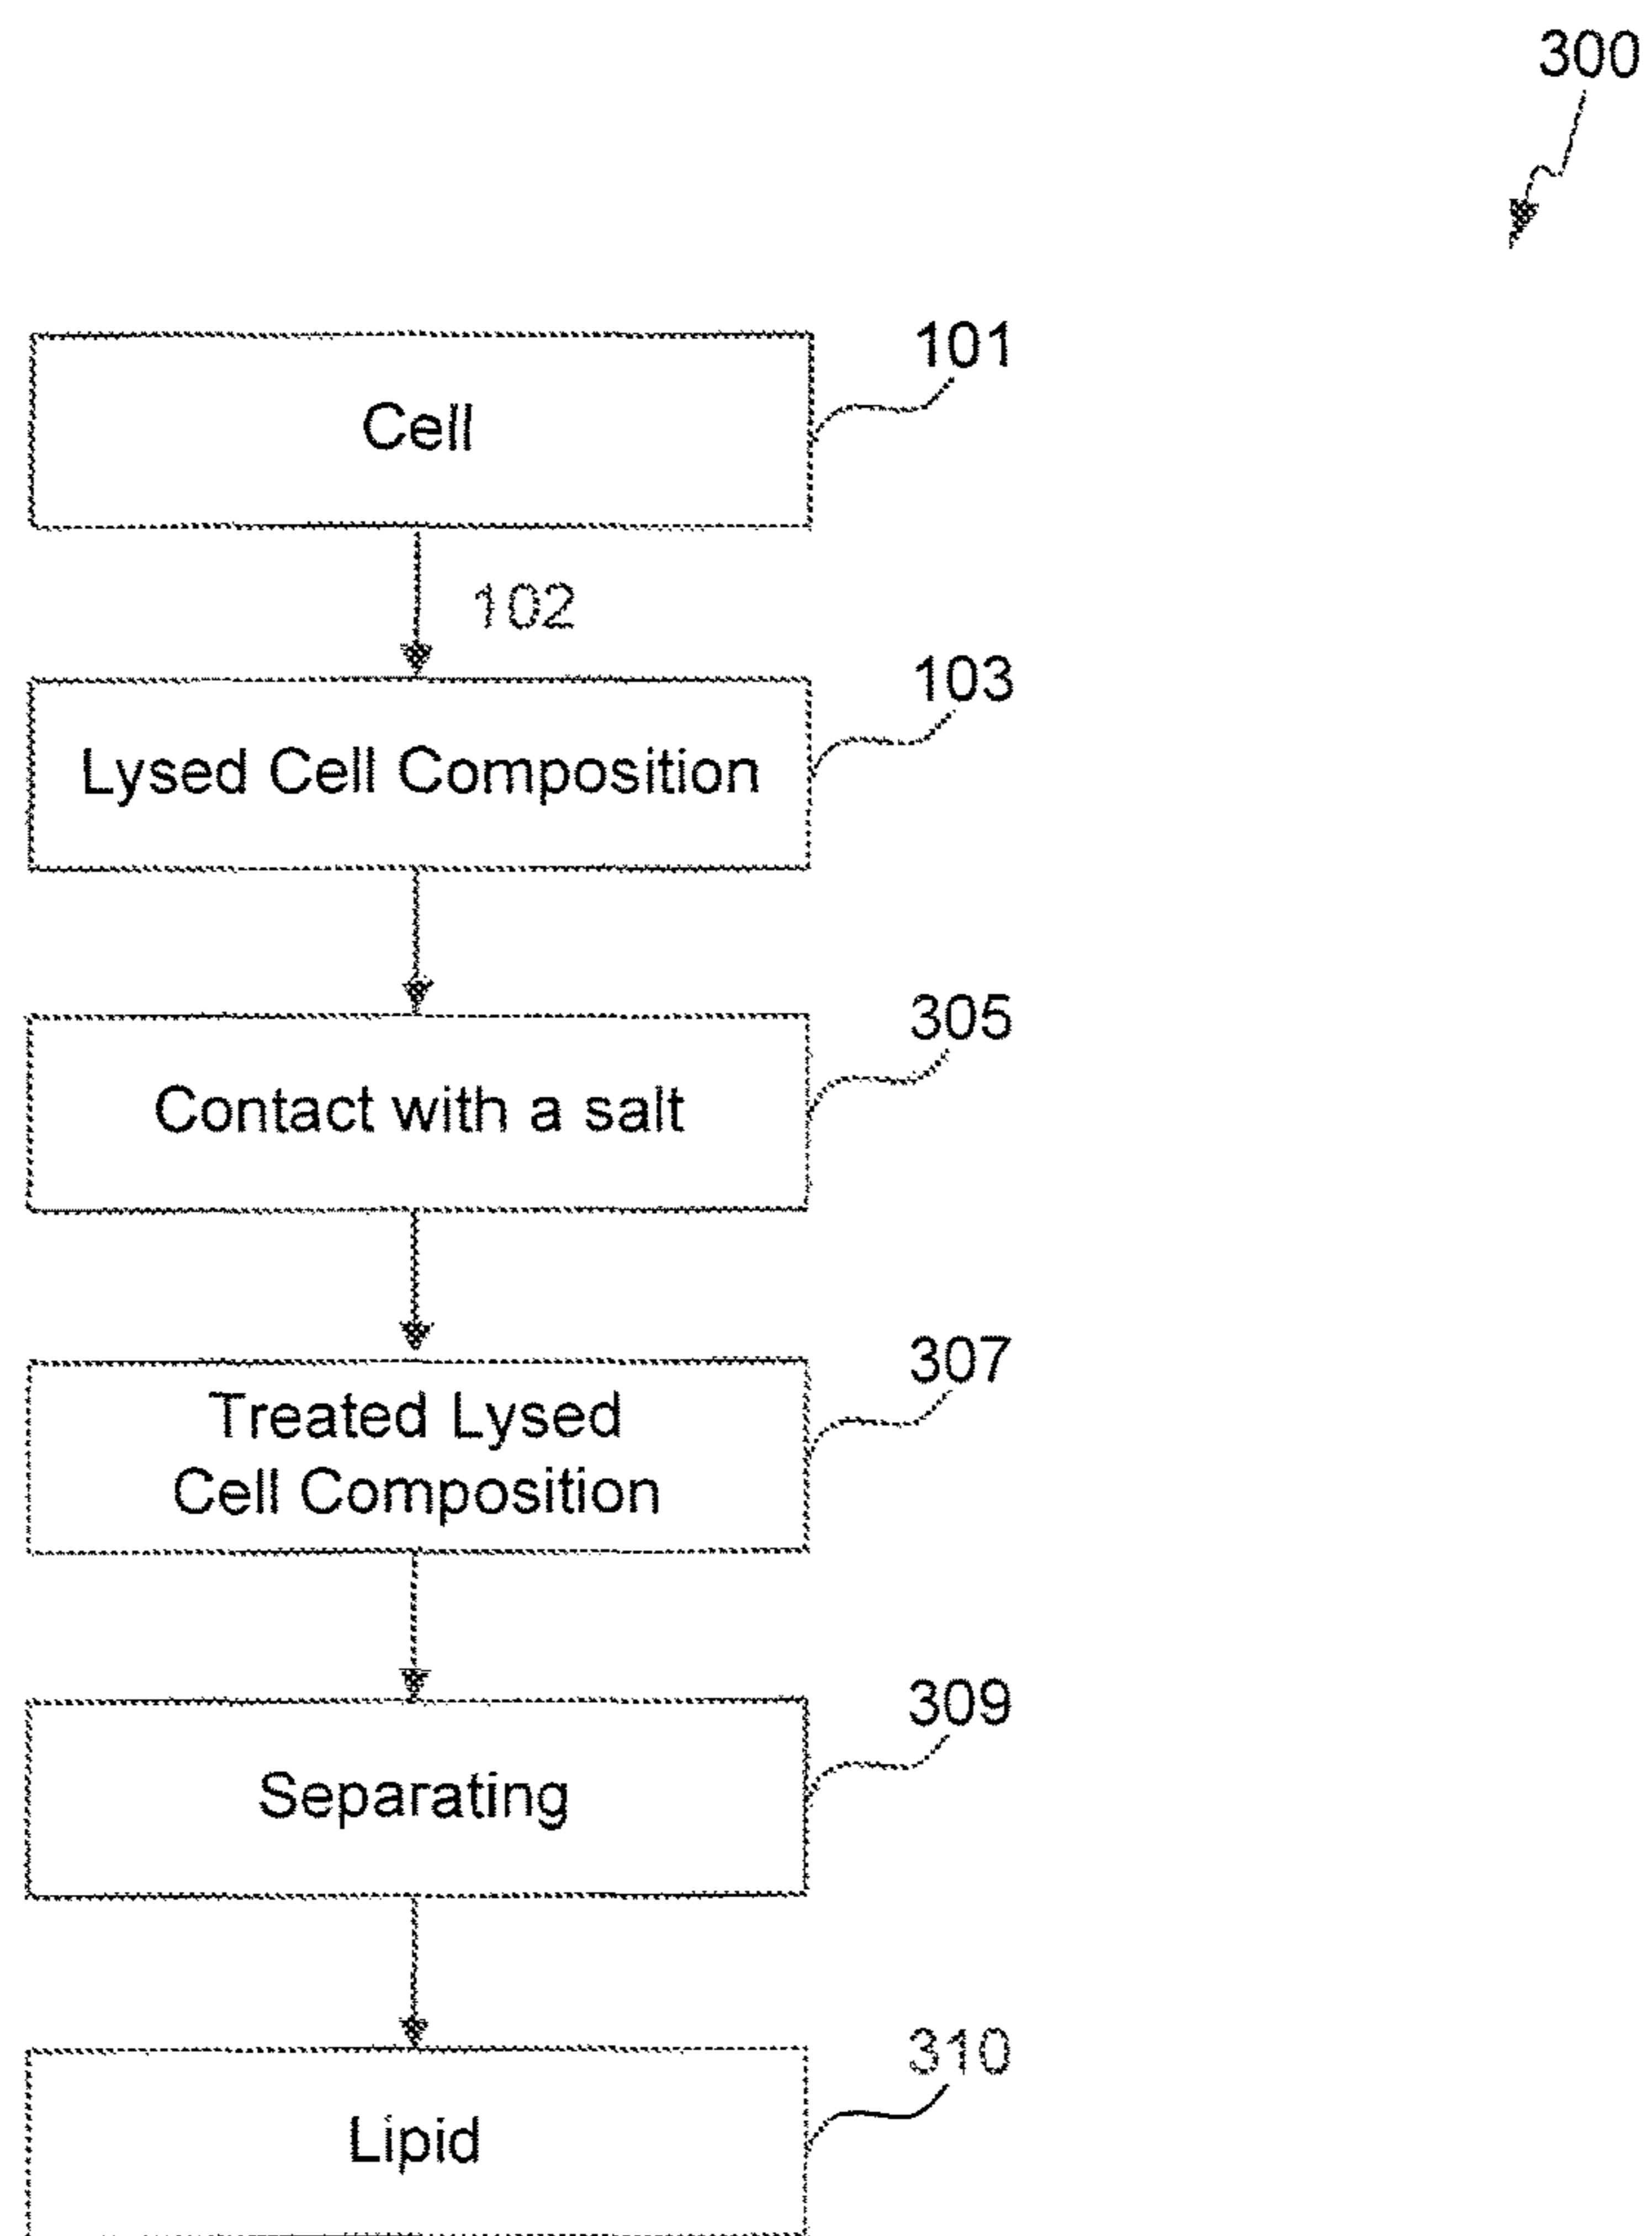 300
Cell
101
102
Lysed Cell Composition
103
Contact with a salt
305
Treated Lysed
Cell Composition
307
Separating
309
Lipid
310